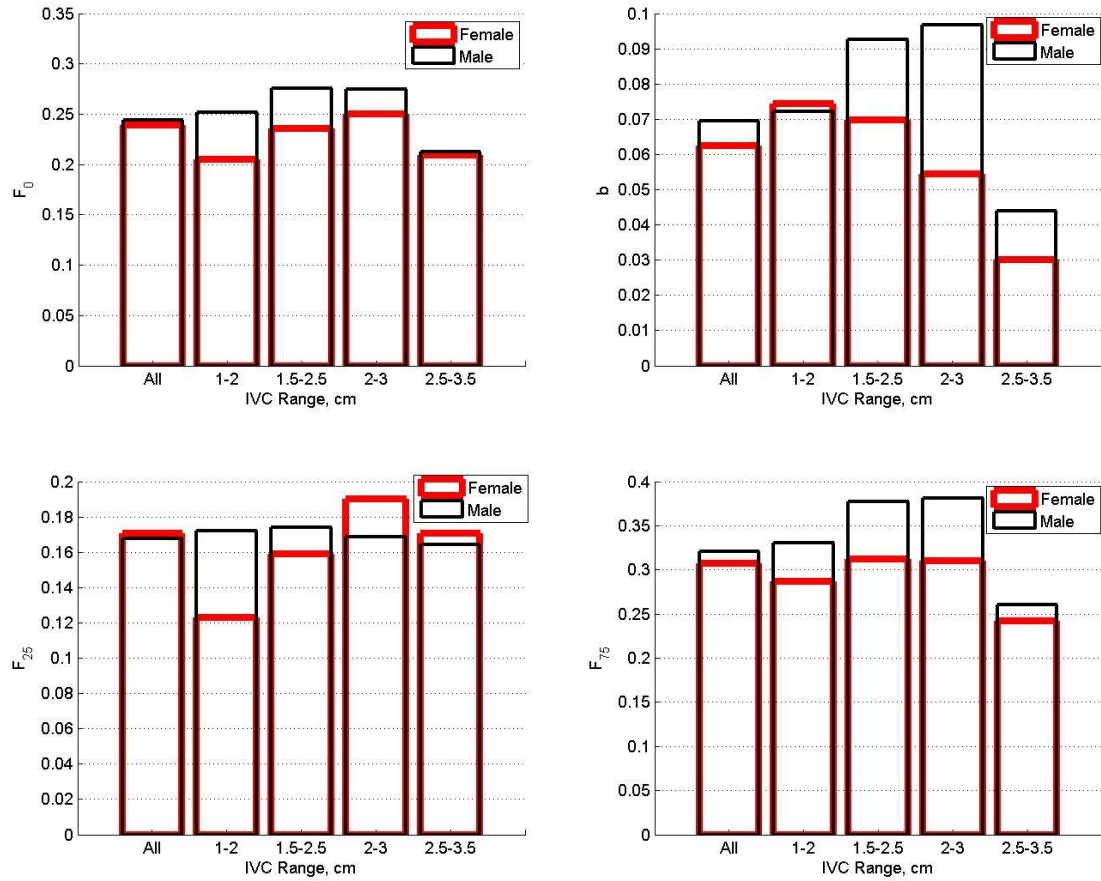 0.35
0.3
0.25
0.2
0.15
0.1
0.05
0
F0
All 1-2 1.5-2.5 2-3 2.5-3.5
IVC Range, cm
Female
Male
0.1
0.09
0.08
0.07
0.06
0.05
0.04
0.03
0.02
0.01
0
b
All 1-2 1.5-2.5 2-3 2.5-3.5
IVC Range, cm
Female
Male
0.2
0.18
0.16
0.14
0.12
0.1
0.08
0.06
0.04
0.02
0
F25
All 1-2 1.5-2.5 2-3 2.5-3.5
IVC Range, cm
Female
Male
0.4
0.35
0.3
0.25
0.2
0.15
0.1
0.05
0
F75
All 1-2 1.5-2.5 2-3 2.5-3.5
IVC Range, cm
Female
Male